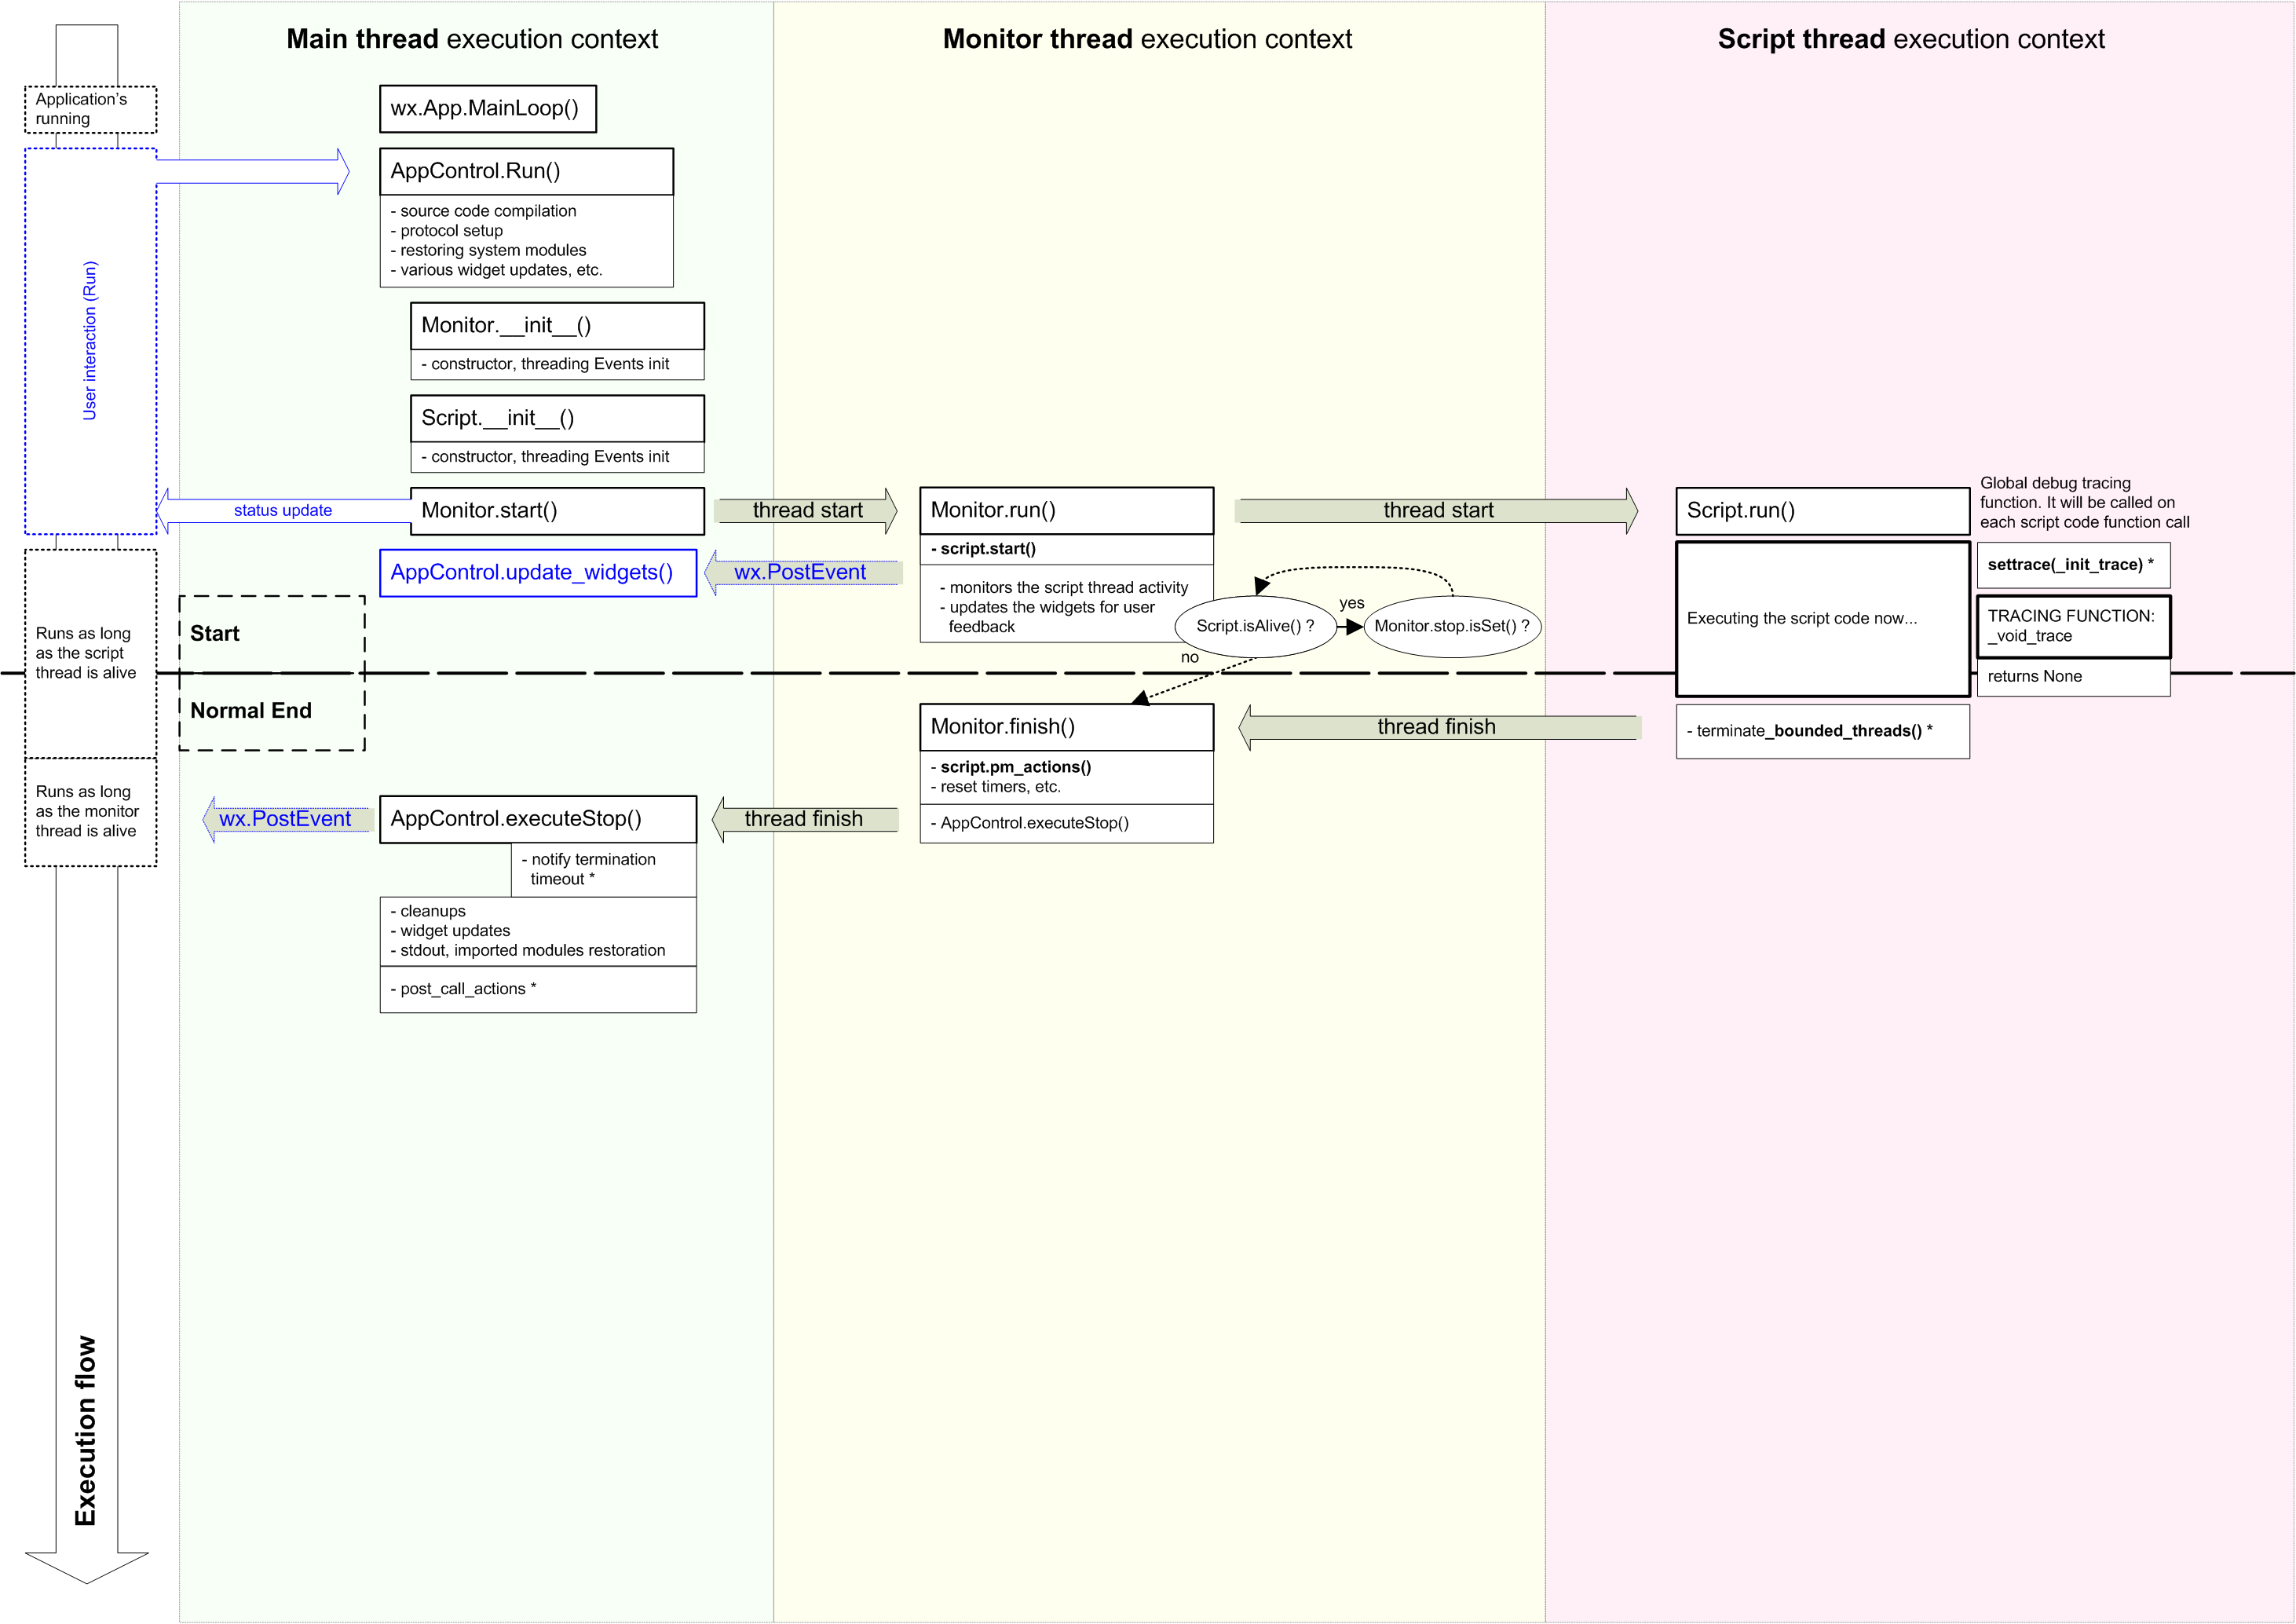 Main thread execution context
Monitor thread execution context
Script thread execution context
Application's
running
wx.App.MainLoop()
User interaction (Run)
AppControl.Run()
- source code compilation
- protocol setup
- restoring system modules
- various widget updates, etc.
Monitor.__init__()
- constructor, threading Events init
Script.__init__()
- constructor, threading Events init
status update
Monitor.start()
thread start
Monitor.run()
thread start
Script.run()
Global debug tracing
function. It will be called on
each script code function call
AppControl.update_widgets()
wx.PostEvent
- script.start()
- monitors the script thread activity
- updates the widgets for user
feedback
Script.isAlive() ?
yes
Monitor.stop.isSet() ?
no
Executing the script code now...
settrace(_init_trace) *
TRACING FUNCTION:
_void_trace
returns None
Runs as long
as the script
thread is alive
Start
Normal End
Monitor.finish()
- script.pm_actions()
- reset timers, etc.
- AppControl.executeStop()
thread finish
- terminate_bounded_threads() *
Runs as long
as the monitor
thread is alive
wx.PostEvent
AppControl.executeStop()
thread finish
- notify termination
timeout *
- cleanups
- widget updates
- stdout, imported modules restoration
- post_call_actions *
Execution flow